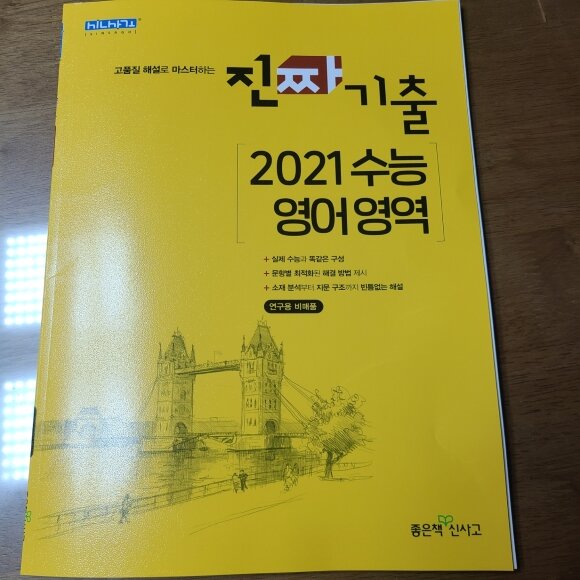 고품질 해설로 마스터하는
진짜기출
2021 수능
영어영역
+ 실제 수능과 똑같은 구성
+ 문항별 최적화된 해결 방법 제시
+ 소재 분석부터 지문 구조까지 빈틈없는 해설
연구용 비매품
좋은책 신사고